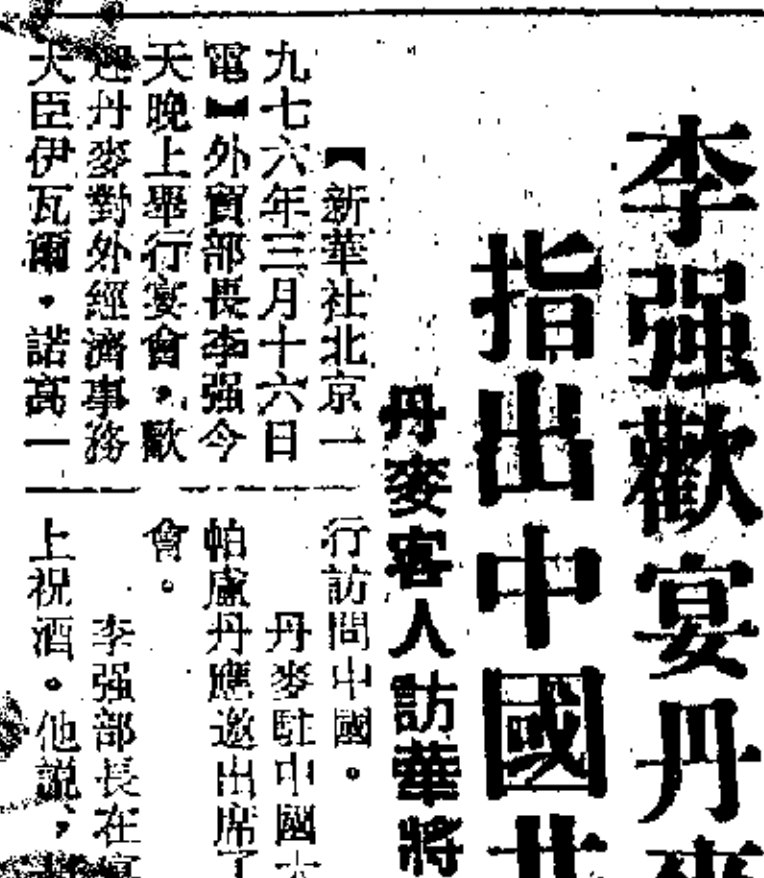 李强歡宴丹麥
指出中國共
丹麥客人訪華將
【新華社北京一
九七六年三月十六日
電】外貿部長李强今
天晚上舉行宴會，歡
迎丹麥對外經濟事務
大臣伊瓦爾·諾高一
行訪問中國。
丹麥駐中國大
帕盧丹應邀出席了
會。
李强部長在宴
上祝酒。他説，